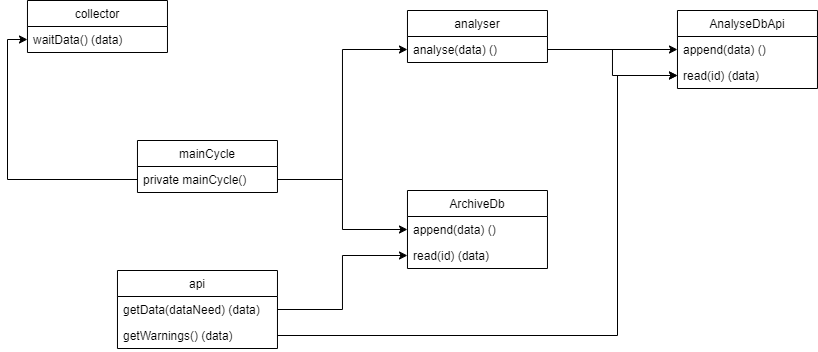 collector
waitData() (data)
analyser
analyse(data) ()
AnalyseDbApi
append(data) ()
read(id) (data)
mainCycle
private mainCycle()
ArchiveDb
append(data) ()
read(id) (data)
api
getData(dataNeed) (data)
getWarnings() (data)